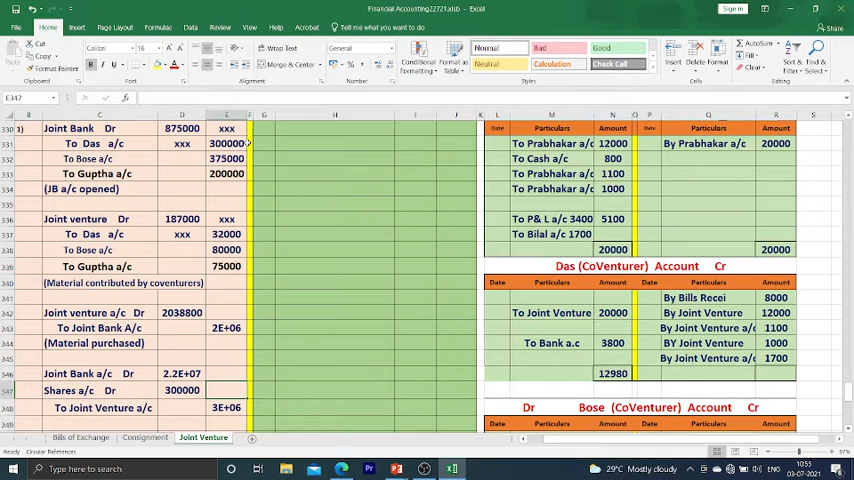 Financial Accounting22721.xlsb - Excel
Sign in
File Home Insert Page Layout Formulas Data Review View Help Acrobat Tell me what you want to do Share
Cut
Copy
Format Painter
Clipboard
Calibri 16
Font
Wrap Text
Merge & Center
Alignment
General
Number
Conditional Formatting
Format as Table
Normal Bad Good
Neutral Calculation Check Cell
Styles
Insert Delete Format
Cells
AutoSum
Fill
Clear
Sort & Filter
Find & Select
Editing
E347
B C D E F G H I J K L M N O P Q R S
330 1) Joint Bank Dr 875000 xxx
331 To Das a/c xxx 300000
332 To Bose a/c 375000
333 To Guptha a/c 200000
334 (JB a/c opened)
335
336 Joint venture Dr 187000 xxx
337 To Das a/c xxx 32000
338 To Bose a/c 80000
339 To Guptha a/c 75000
340 (Material contributed by coventurers)
341
342 Joint venture a/c Dr 2038800
343 To Joint Bank A/c 2E+06
344 (Material purchased)
345
346 Joint Bank a/c Dr 2.2E+07
347 Shares a/c Dr 300000
348 To Joint Venture a/c 3E+06
349
Date Particulars Amount Date Particulars Amount
To Prabhakar a/c 12000 By Prabhakar a/c 20000
To Cash a/c 800
To Prabhakar a/c 1100
To Prabhakar a/c 1000
To P& L a/c 3400 5100
To Bilal a/c 1700
20000 20000
Das (CoVenturer) Account Cr
Date Particulars Amount Date Particulars Amount
By Bills Recei 8000
To Joint Venture 20000 By Joint Venture 12000
By Joint Venture a/c 1100
To Bank a.c 3800 BY Joint Venture 1000
By Joint Venture a/c 1700
12980
Dr Bose (CoVenturer) Account Cr
Date Particulars Amount Date Particulars Amount
Bills of Exchange Consignment Joint Venture
Ready Circular References 97%
Type here to search
29°C Mostly cloudy
ENG
10:55
03-07-2021